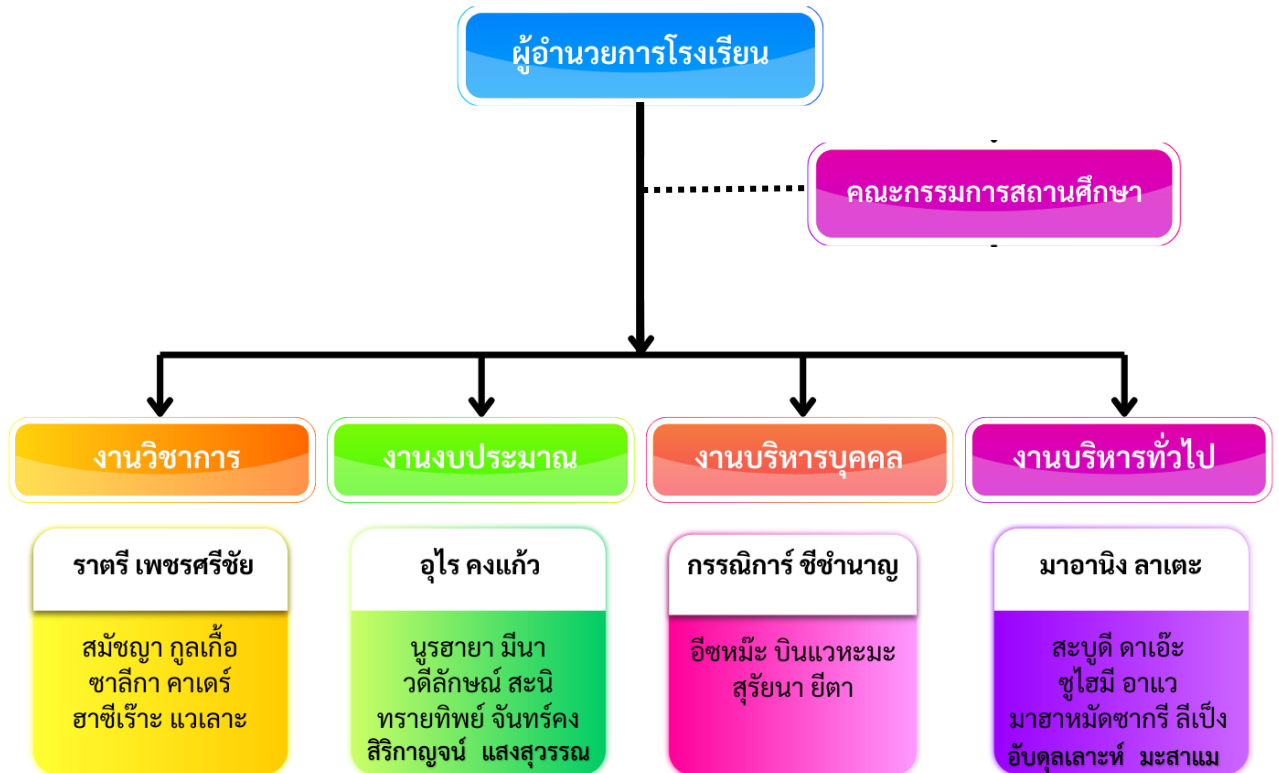 ผู้อำนวยการโรงเรียน
คณะกรรมการสถานศึกษา
งานวิชาการ
งานงบประมาณ
งานบริหารบุคคล
งานบริหารทั่วไป
ราตรี เพชรศรีชัย
สมัชญา กูลเกื้อ
ซาลีกา คาเดร์
ฮาซีเร๊าะ แวเลาะ
อุไร คงแก้ว
นูรฮายา มีนา
วดีลักษณ์ สะนิ
ทรายทิพย์ จันทร์คง
สิริกาญจน์ แสงสุวรรณ
กรรณิการ์ ชีชำนาญ
อีซหม๊ะ บินแวหะมะ
สุรัยนา ยีตา
มาอานิง ลาเตะ
สะบูดี ดาเอ๊ะ
ซูไฮมี อาแว
มาฮาหมัดซากรี ลีเป็ง
อับดุลเลาะห์ มะสาแม